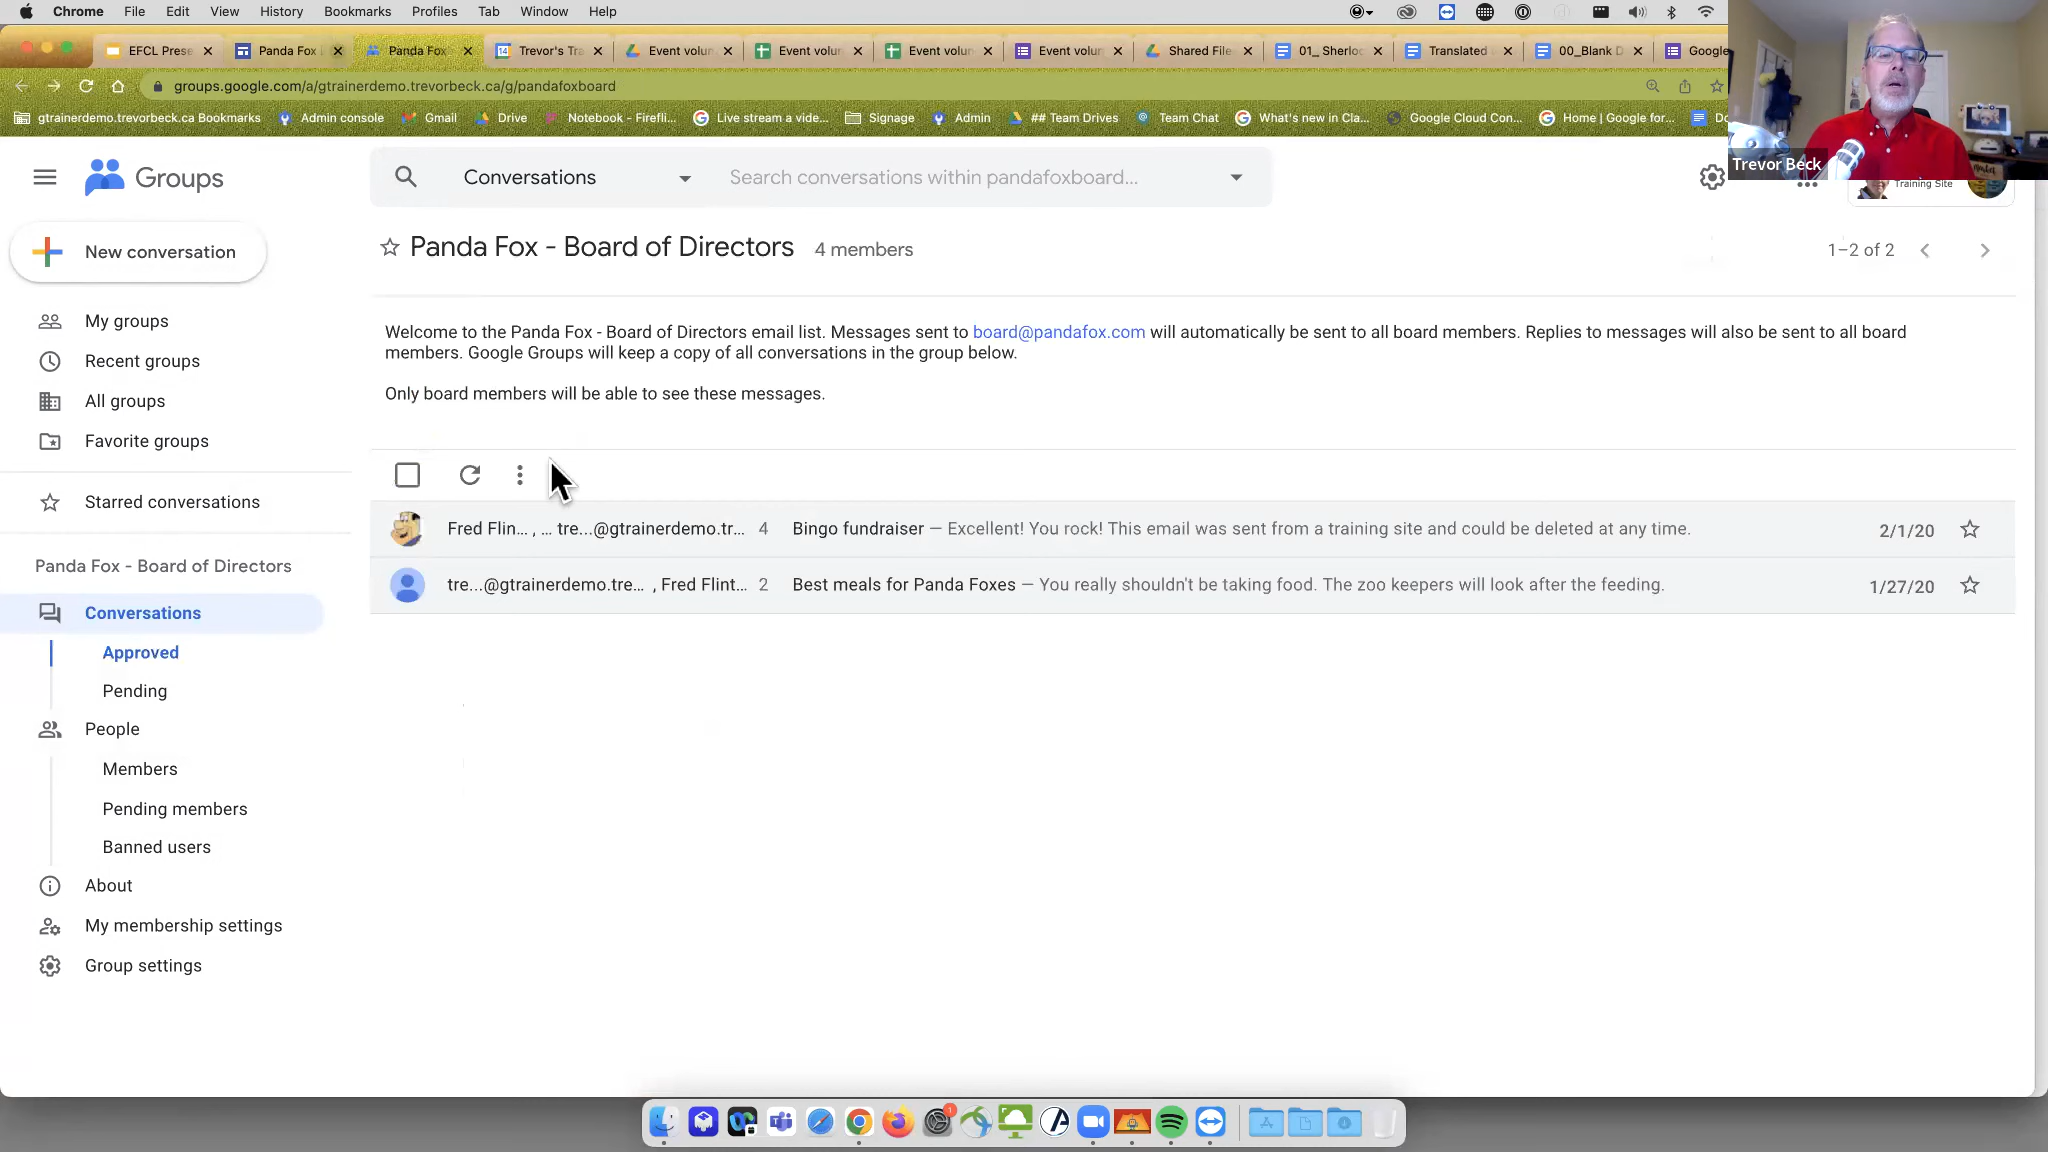 Chrome File Edit View History Bookmarks Profiles Tab Window Help
EFCL Prese Panda Fox Panda Fox 14 Trevor's Tra Event volun Event volun Event volun Event volun Shared File 01_ Sherlo Translated 00_Blank D Google
groups.google.com/a/gtrainerdemo.trevorbeck.ca/g/pandafoxboard
gtrainerdemo.trevorbeck.ca Bookmarks Admin console Gmail Drive Notebook - Firefli... Live stream a vide... Signage Admin ## Team Drives Team Chat What's new in Cla... Google Cloud Con... Home | Google for...
Trevor Beck
Groups
Conversations
Search conversations within pandafoxboard...
Training Site
New conversation
Panda Fox - Board of Directors 4 members
1–2 of 2
My groups
Recent groups
All groups
Favorite groups
Starred conversations
Panda Fox - Board of Directors
Conversations
Approved
Pending
People
Members
Pending members
Banned users
About
My membership settings
Group settings
Welcome to the Panda Fox - Board of Directors email list. Messages sent to board@pandafox.com will automatically be sent to all board members. Replies to messages will also be sent to all board
members. Google Groups will keep a copy of all conversations in the group below.
Only board members will be able to see these messages.
Fred Flin... , ... tre...@gtrainerdemo.tr... 4 Bingo fundraiser — Excellent! You rock! This email was sent from a training site and could be deleted at any time. 2/1/20
tre...@gtrainerdemo.tre... , Fred Flint... 2 Best meals for Panda Foxes — You really shouldn't be taking food. The zoo keepers will look after the feeding. 1/27/20